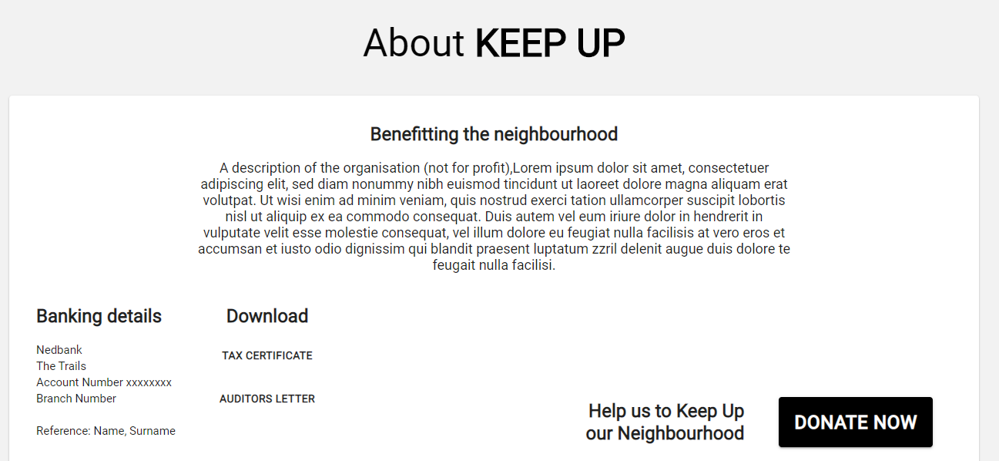 About KEEP UP
Benefitting the neighbourhood
A description of the organisation (not for profit),Lorem ipsum dolor sit amet, consectetuer
adipiscing elit, sed diam nonummy nibh euismod tincidunt ut laoreet dolore magna aliquam erat
volutpat. Ut wisi enim ad minim veniam, quis nostrud exerci tation ullamcorper suscipit lobortis
nisl ut aliquip ex ea commodo consequat. Duis autem vel eum iriure dolor in hendrerit in
vulputate velit esse molestie consequat, vel illum dolore eu feugiat nulla facilisis at vero eros et
accumsan et iusto odio dignissim qui blandit praesent luptatum zzril delenit augue duis dolore te
feugait nulla facilisi.
Banking details
Nedbank
The Trails
Account Number xxxxxxxx
Branch Number
Reference: Name, Surname
Download
TAX CERTIFICATE
AUDITORS LETTER
Help us to Keep Up
our Neighbourhood
DONATE NOW